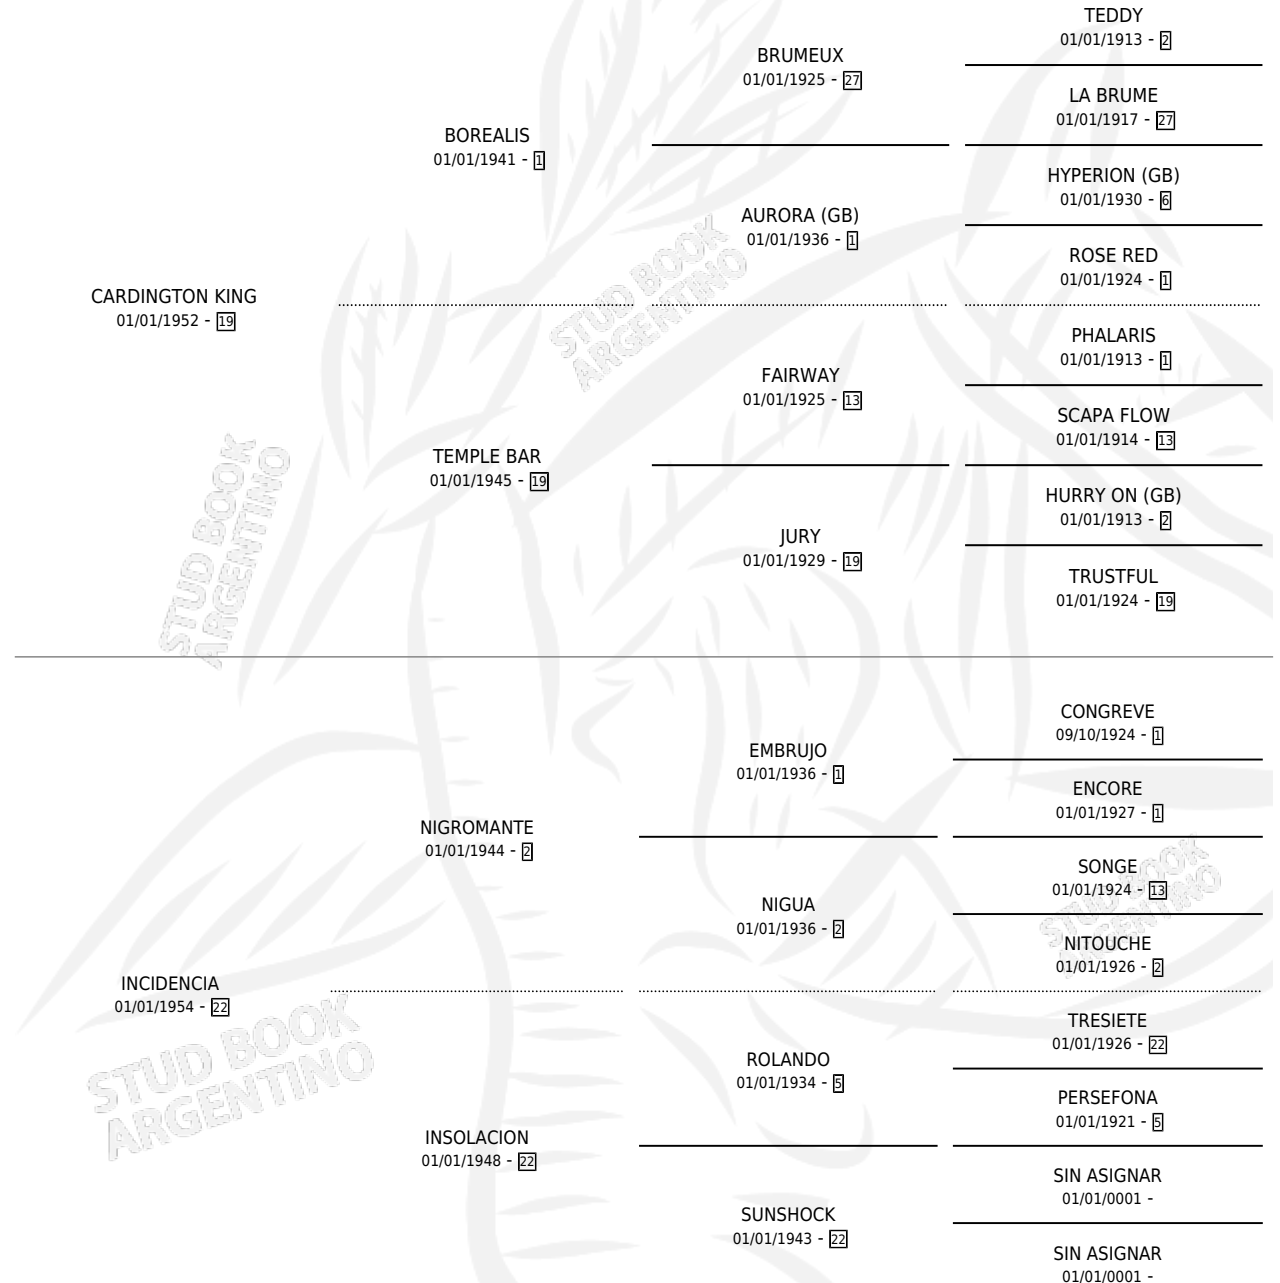 TEDDY
01/01/1913 - 2
BRUMEUX
01/01/1925 - 27
LA BRUME
01/01/1917 - 27
BOREALIS
01/01/1941 - 1
HYPERION (GB)
01/01/1930 - 6
AURORA (GB)
01/01/1936 - 1
ROSE RED
01/01/1924 - 1
CARDINGTON KING
01/01/1952 - 19
PHALARIS
01/01/1913 - 1
FAIRWAY
01/01/1925 - 13
SCAPA FLOW
01/01/1914 - 13
TEMPLE BAR
01/01/1945 - 19
HURRY ON (GB)
01/01/1913 - 2
JURY
01/01/1929 - 19
TRUSTFUL
01/01/1924 - 19
CONGREVE
09/10/1924 - 1
EMBRUJO
01/01/1936 - 1
ENCORE
01/01/1927 - 1
NIGROMANTE
01/01/1944 - 2
SONGE
01/01/1924 - 13
NIGUA
01/01/1936 - 2
NITOUCHE
01/01/1926 - 2
INCIDENCIA
01/01/1954 - 22
TRESIETE
01/01/1926 - 22
ROLANDO
01/01/1934 - 5
PERSEFONA
01/01/1921 - 5
INSOLACION
01/01/1948 - 22
SIN ASIGNAR
01/01/0001 -
SUNSHOCK
01/01/1943 - 22
SIN ASIGNAR
01/01/0001 -
STUD BOOK
ARGENTINO
STUD BOOK
ARGENTINO
STUD BOOK
ARGENTINO
STUD BOOK
ARGENTINO